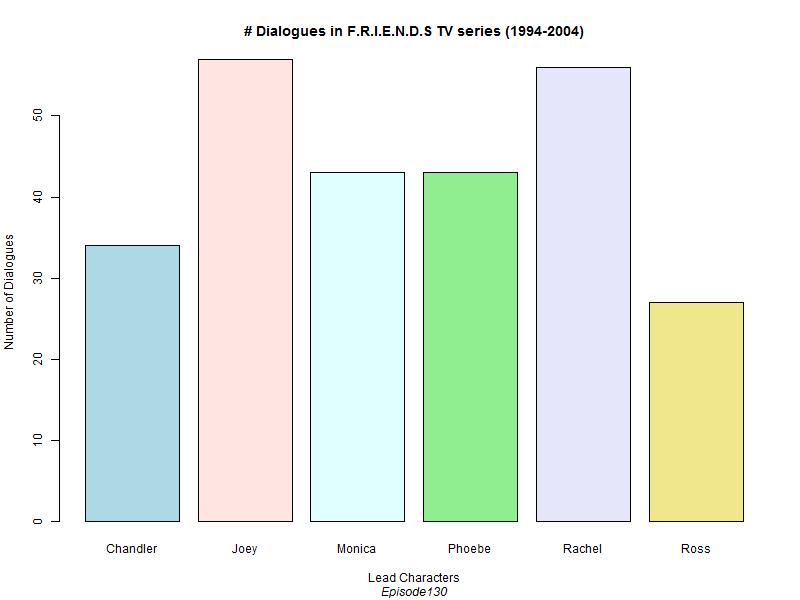 # Dialogues in F.R.I.E.N.D.S TV series (1994-2004)
Number of Dialogues
50
40
30
20
10
0
Chandler Joey Monica Phoebe Rachel Ross
Lead Characters
Episode130